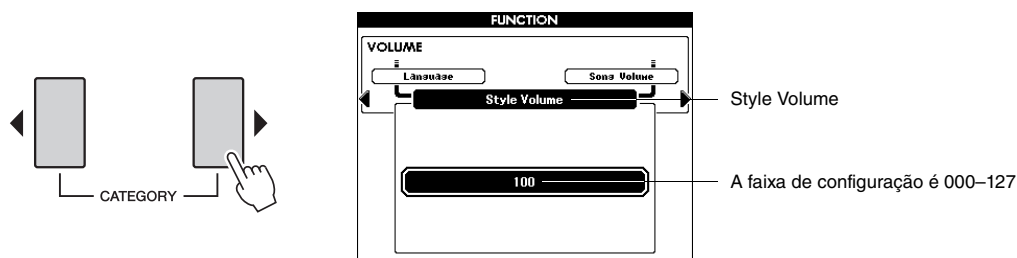 FUNCTION
VOLUME
Language
Song Volume
Style Volume
Style Volume
100
A faixa de configuração é 000–127
CATEGORY